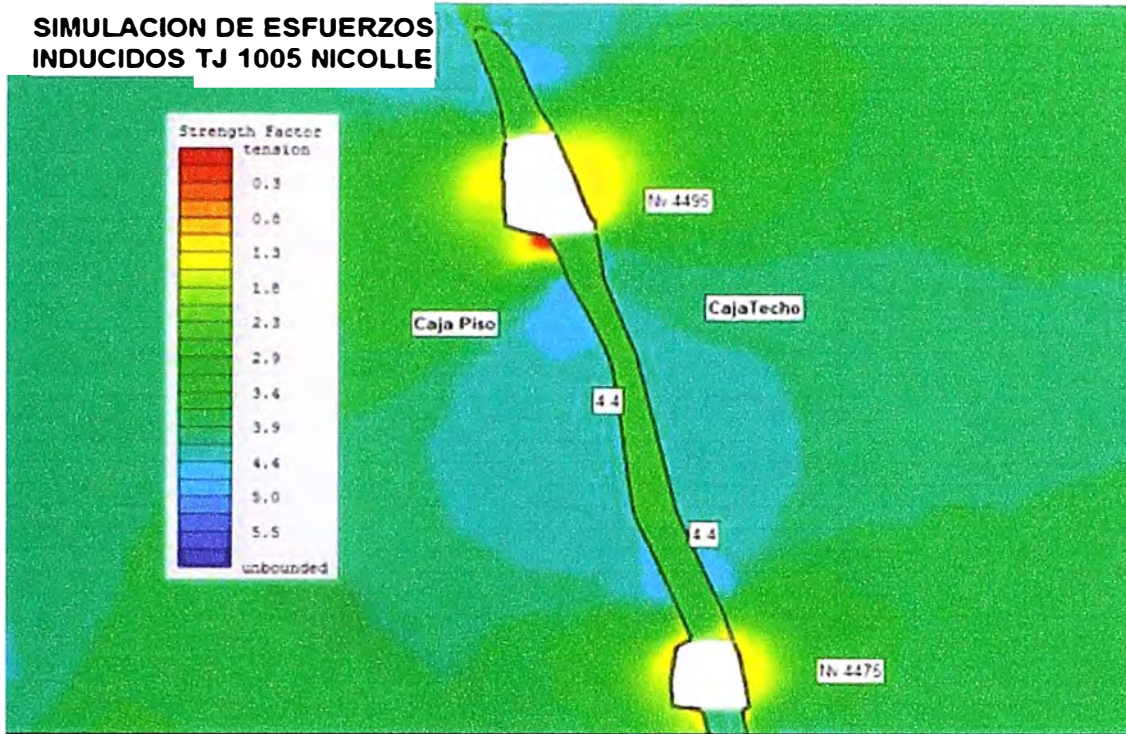 SIMULACION DE ESFUERZOS
INDUCIDOS TJ 1005 NICOLLE
Strength Factor
tension
0.3
0.8
1.3
1.8
2.3
2.9
3.4
3.9
4.4
5.0
5.5
unbounded
Nv 4495
Caja Piso
CajaTecho
4.4
4.4
Nv 4475